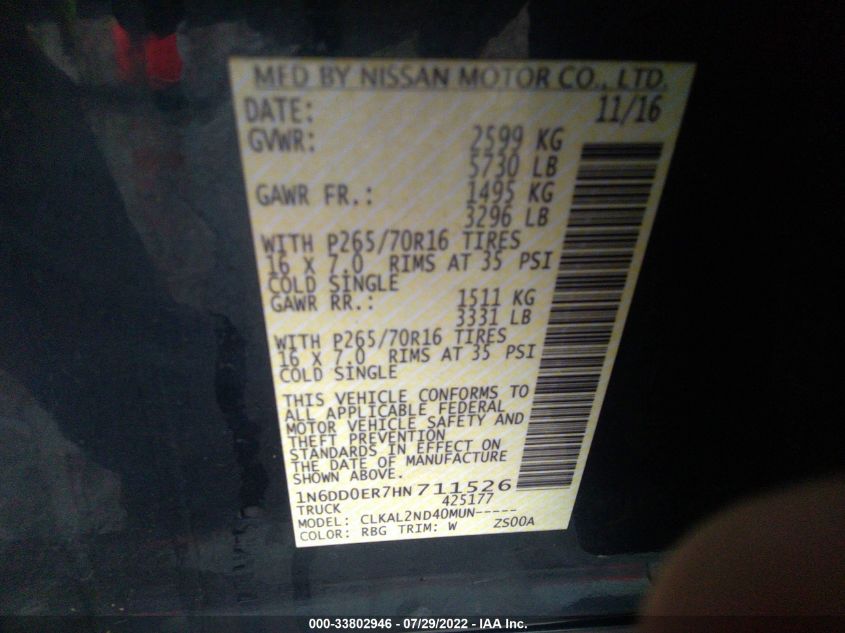 MFD BY NISSAN MOTOR CO., LTD.
DATE: 11/16
GVWR: 2599 KG
5730 LB
GAWR FR.: 1495 KG
3296 LB
WITH P265/70R16 TIRES
16 X 7.0 RIMS AT 35 PSI
COLD SINGLE
GAWR RR.: 1511 KG
3331 LB
WITH P265/70R16 TIRES
16 X 7.0 RIMS AT 35 PSI
COLD SINGLE
THIS VEHICLE CONFORMS TO
ALL APPLICABLE FEDERAL
MOTOR VEHICLE SAFETY AND
THEFT PREVENTION
STANDARDS IN EFFECT ON
THE DATE OF MANUFACTURE
SHOWN ABOVE.
1N6DD0ER7HN711526
TRUCK 425177
MODEL: CLKAL2ND40MUN-----
COLOR: RBG TRIM: W ZS00A
000-33802946 - 07/29/2022 - IAA Inc.